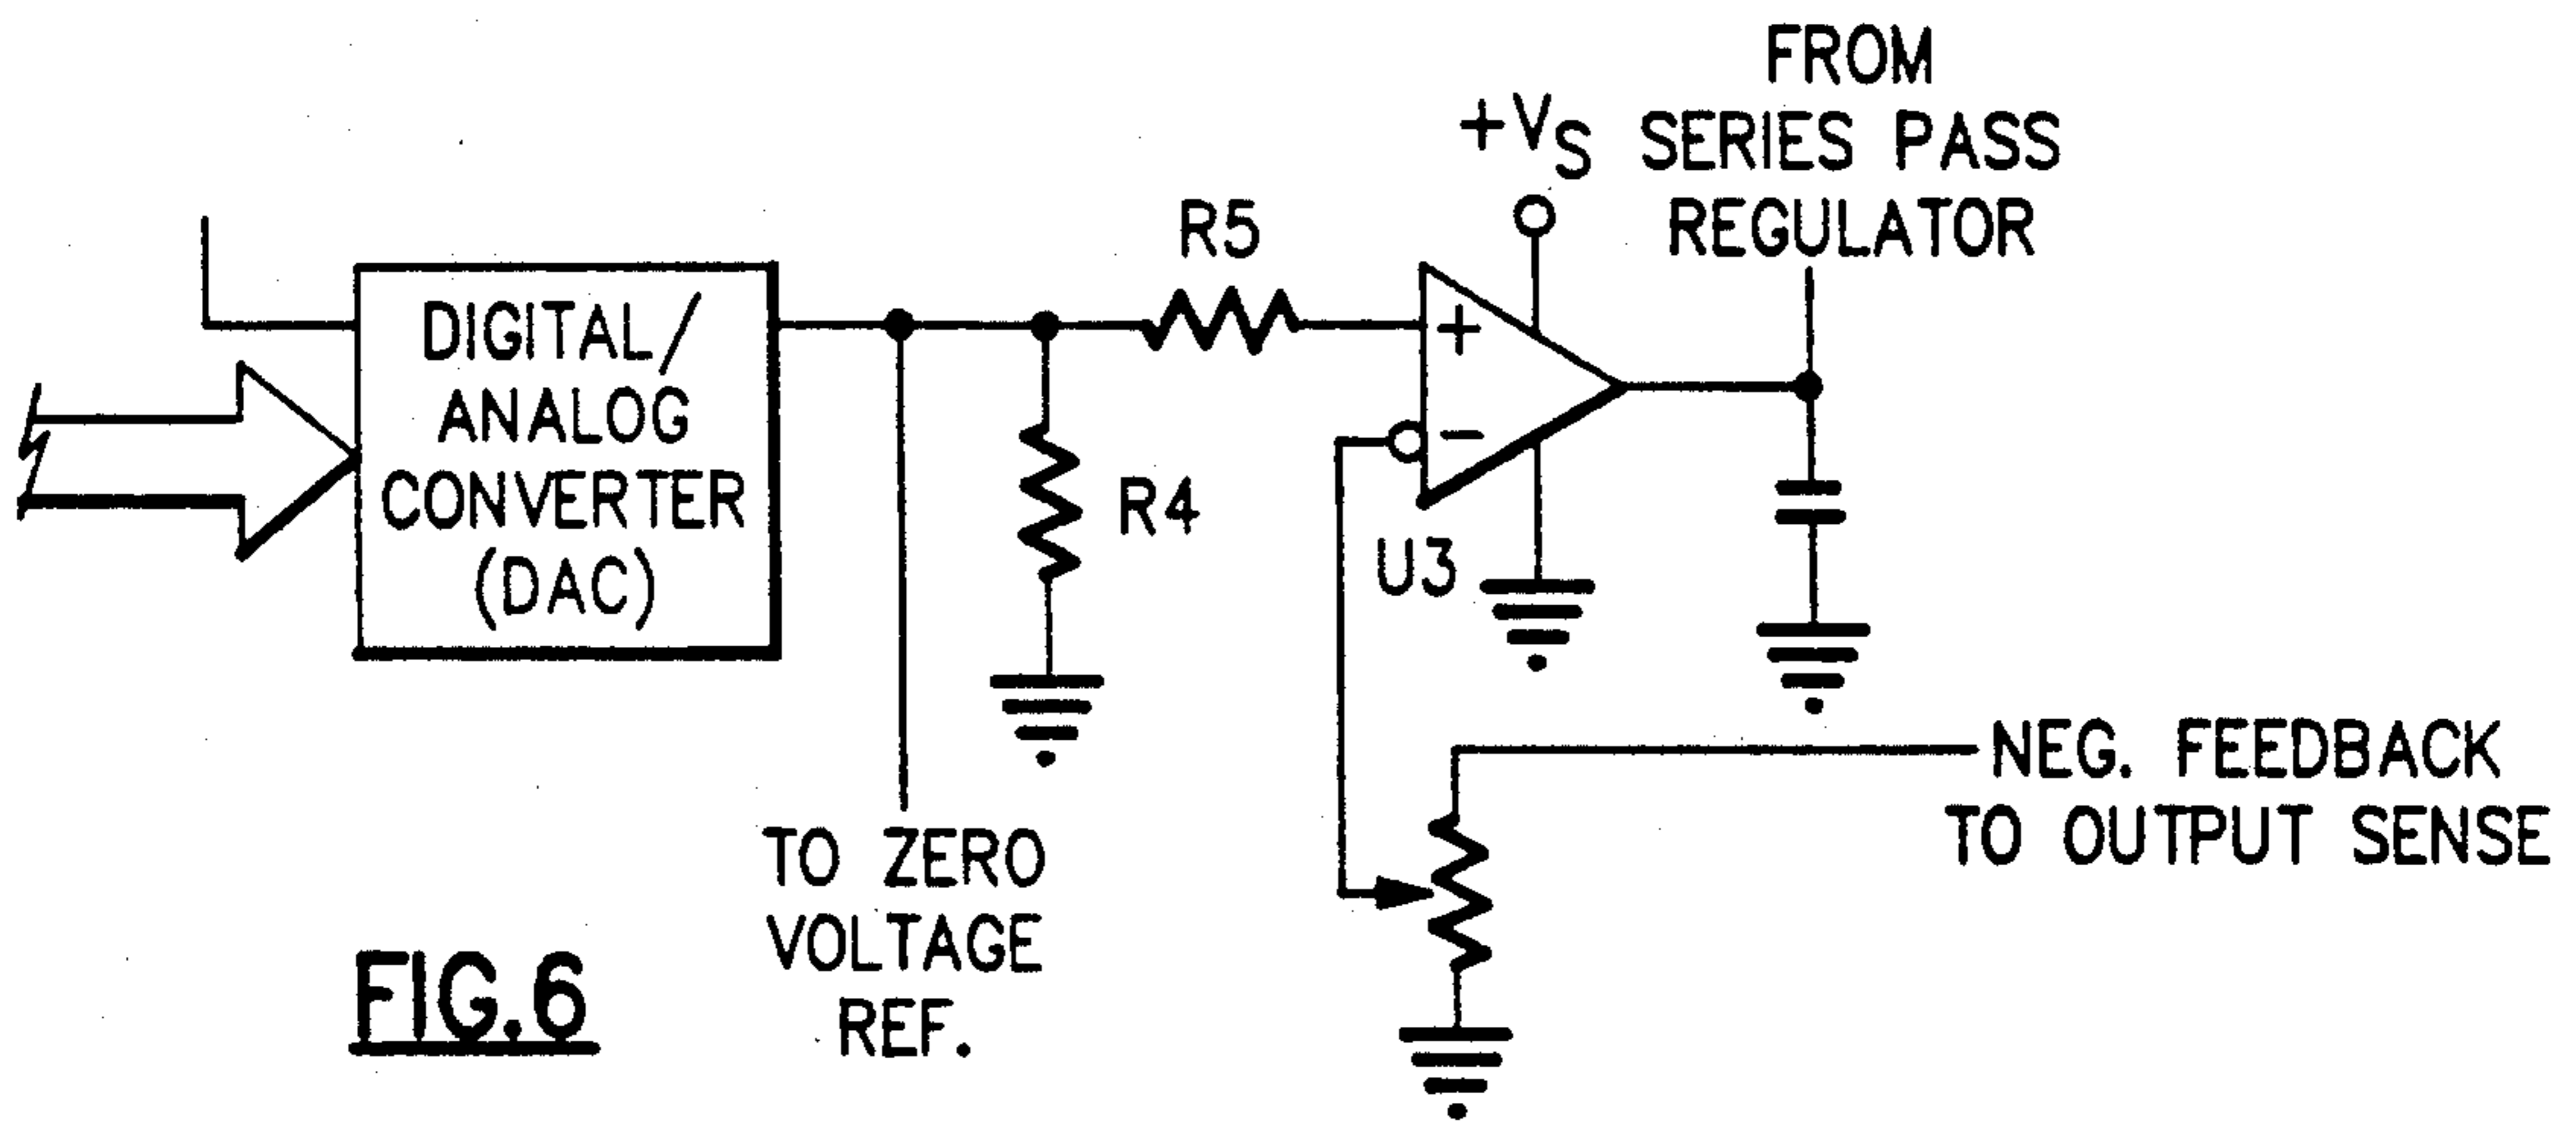 FROM
SERIES PASS
REGULATOR
+VS
R5
DIGITAL/
ANALOG
CONVERTER
(DAC)
+
-
R4
U3
NEG. FEEDBACK
TO OUTPUT SENSE
TO ZERO
VOLTAGE
REF.
FIG.6